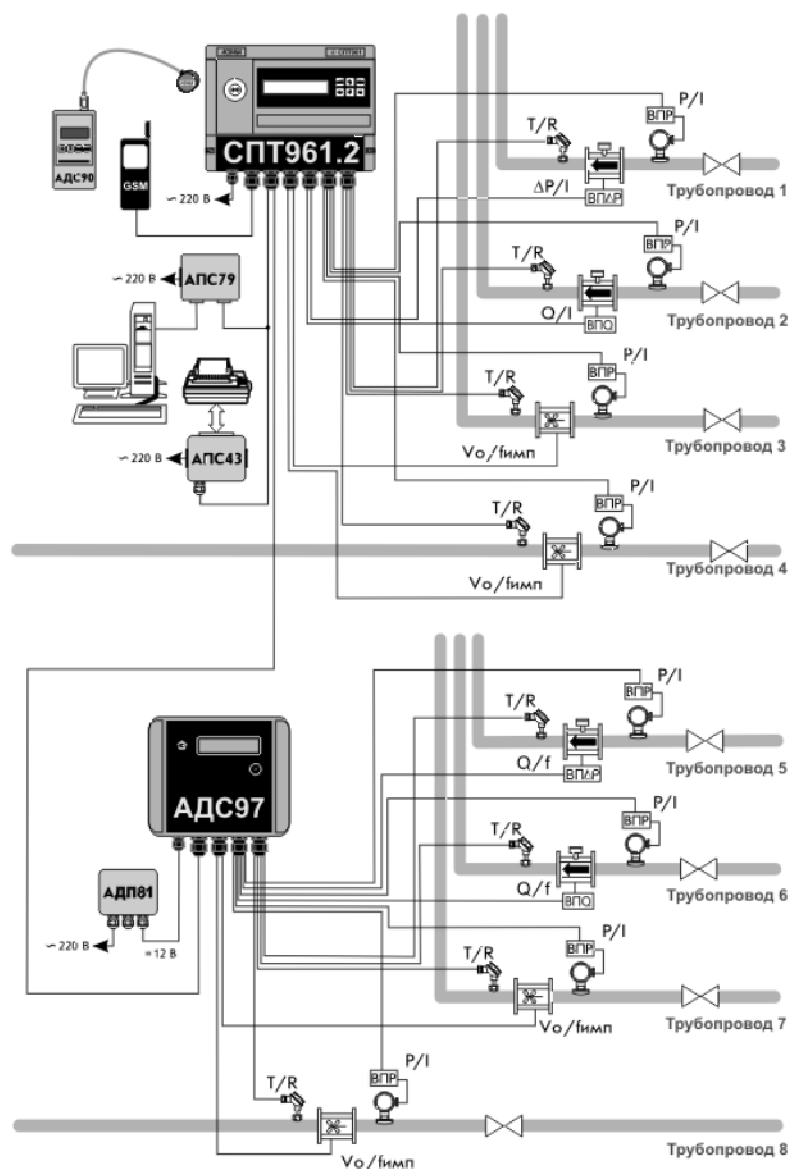 СПТ961.2
АДС90
GSM
~ 220 В
P/I
ВПР
T/R
Трубопровод 1
ΔP/I
ВПΔР
АПС79
~ 220 В
P/I
ВПР
T/R
Трубопровод 2
Q/I
ВПQ
P/I
ВПР
T/R
Трубопровод 3
Vo/fимп
АПС43
~ 220 В
P/I
ВПР
T/R
Трубопровод 4
Vo/fимп
АДС97
P/I
ВПР
T/R
Трубопровод 5
Q/f
ВПΔР
P/I
ВПР
T/R
Трубопровод 6
Q/f
ВПQ
АДП81
~ 220 В
=12 В
P/I
ВПР
T/R
Трубопровод 7
Vo/fимп
P/I
ВПР
T/R
Трубопровод 8
Vo/fимп